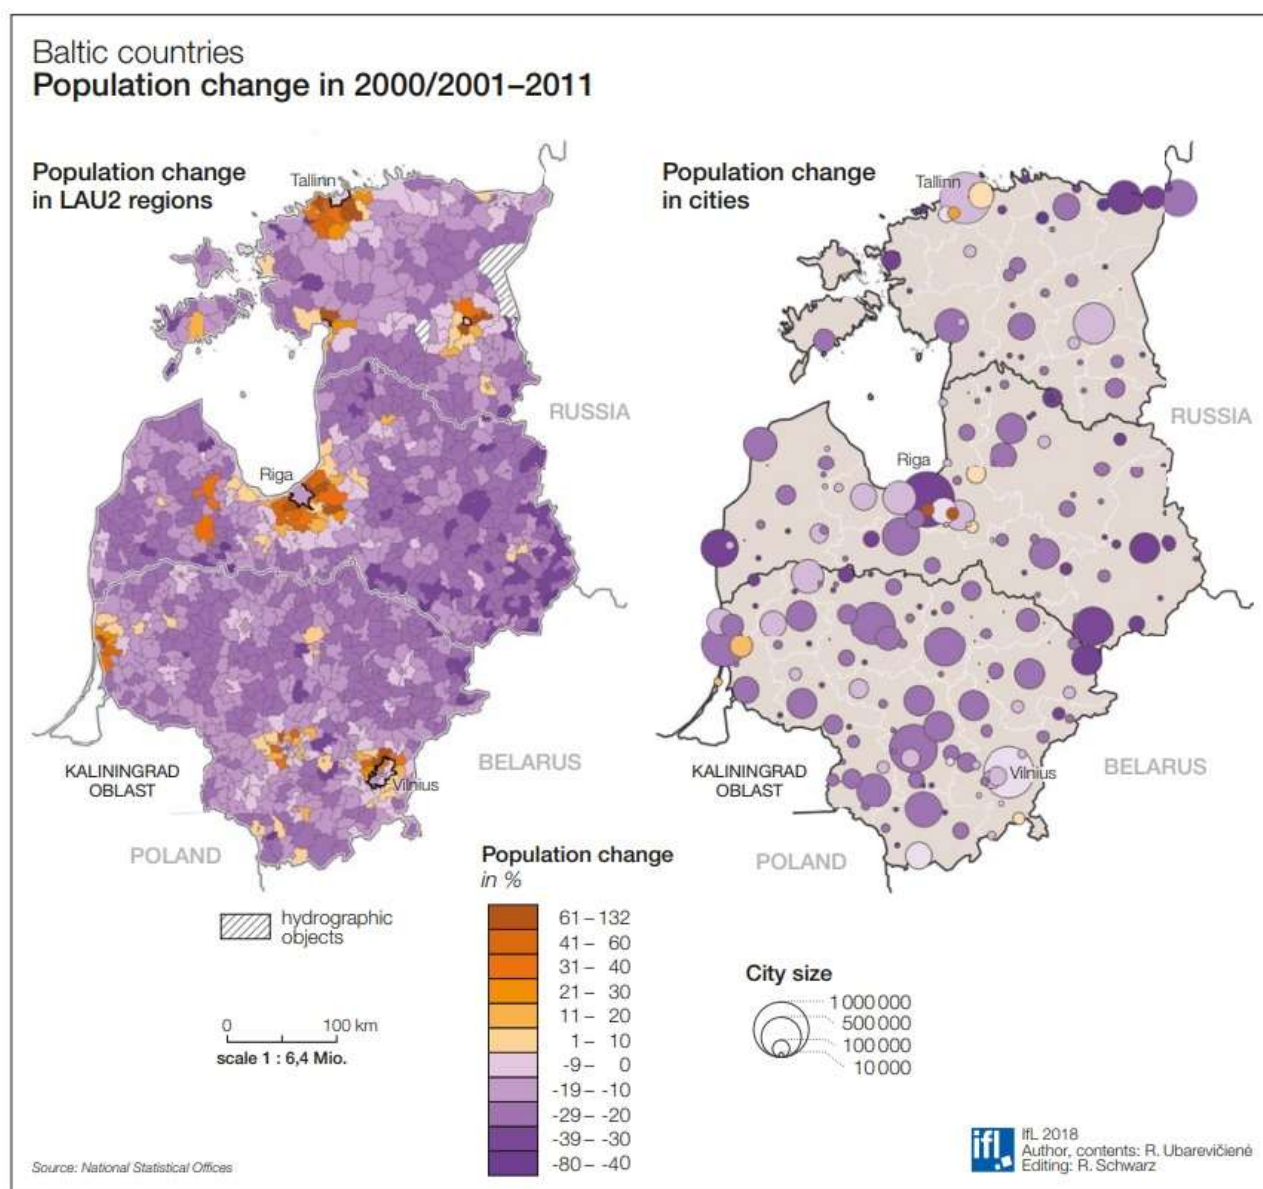 Baltic countries
Population change in 2000/2001–2011
Population change
in LAU2 regions
Tallinn
Riga
Vilnius
RUSSIA
BELARUS
KALININGRAD
OBLAST
POLAND
Population change
in cities
Tallinn
Riga
Vilnius
RUSSIA
BELARUS
KALININGRAD
OBLAST
POLAND
hydrographic
objects
0 100 km
scale 1 : 6,4 Mio.
Population change
in %
61 – 132
41 – 60
31 – 40
21 – 30
11 – 20
1 – 10
-9 – 0
-19 – -10
-29 – -20
-39 – -30
-80 – -40
City size
1 000 000
500 000
100 000
10 000
Source: National Statistical Offices
ifl
IfL 2018
Author, contents: R. Ubarevičienė
Editing: R. Schwarz